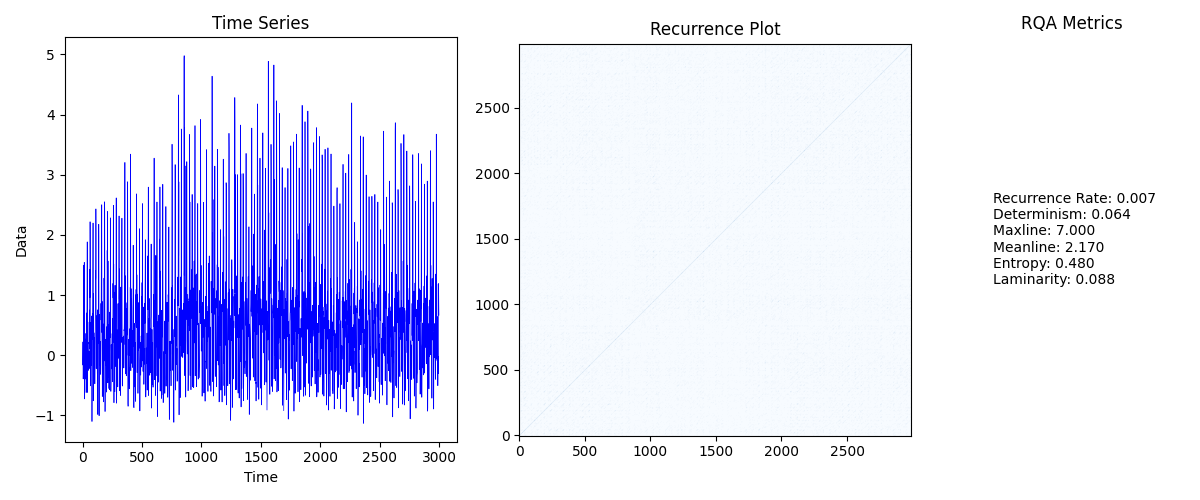 Time Series
Data
5
4
3
2
1
0
−1
0 500 1000 1500 2000 2500 3000
Time
Recurrence Plot
2500
2000
1500
1000
500
0
0 500 1000 1500 2000 2500
RQA Metrics
Recurrence Rate: 0.007
Determinism: 0.064
Maxline: 7.000
Meanline: 2.170
Entropy: 0.480
Laminarity: 0.088